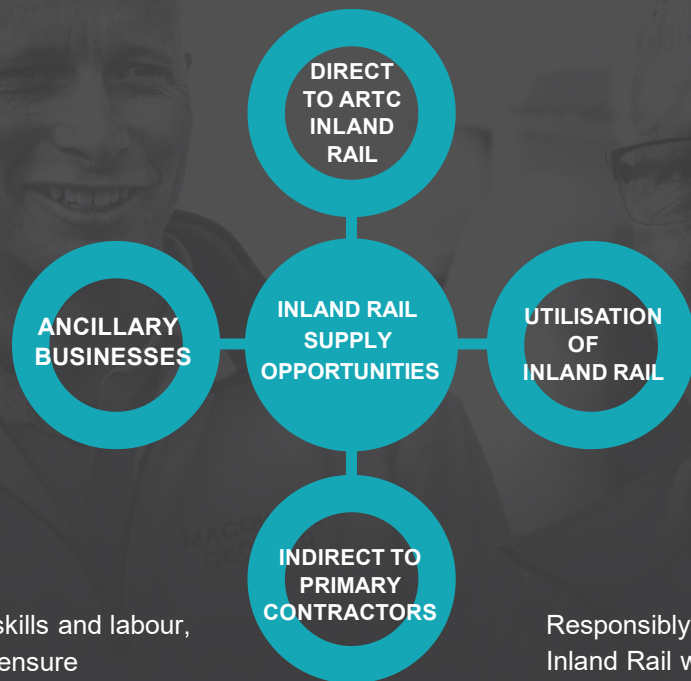 DIRECT
TO ARTC
INLAND
RAIL
ANCILLARY
BUSINESSES
INLAND RAIL
SUPPLY
OPPORTUNITIES
UTILISATION
OF
INLAND RAIL
INDIRECT TO
PRIMARY
CONTRACTORS
skills and labour,
ensure
Responsibly
Inland Rail w